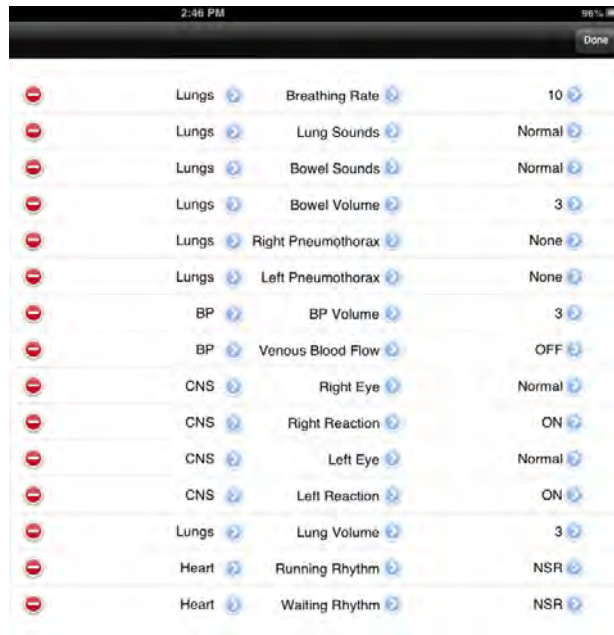 2:46 PM 96%
Done
Lungs Breathing Rate 10
Lungs Lung Sounds Normal
Lungs Bowel Sounds Normal
Lungs Bowel Volume 3
Lungs Right Pneumothorax None
Lungs Left Pneumothorax None
BP BP Volume 3
BP Venous Blood Flow OFF
CNS Right Eye Normal
CNS Right Reaction ON
CNS Left Eye Normal
CNS Left Reaction ON
Lungs Lung Volume 3
Heart Running Rhythm NSR
Heart Waiting Rhythm NSR